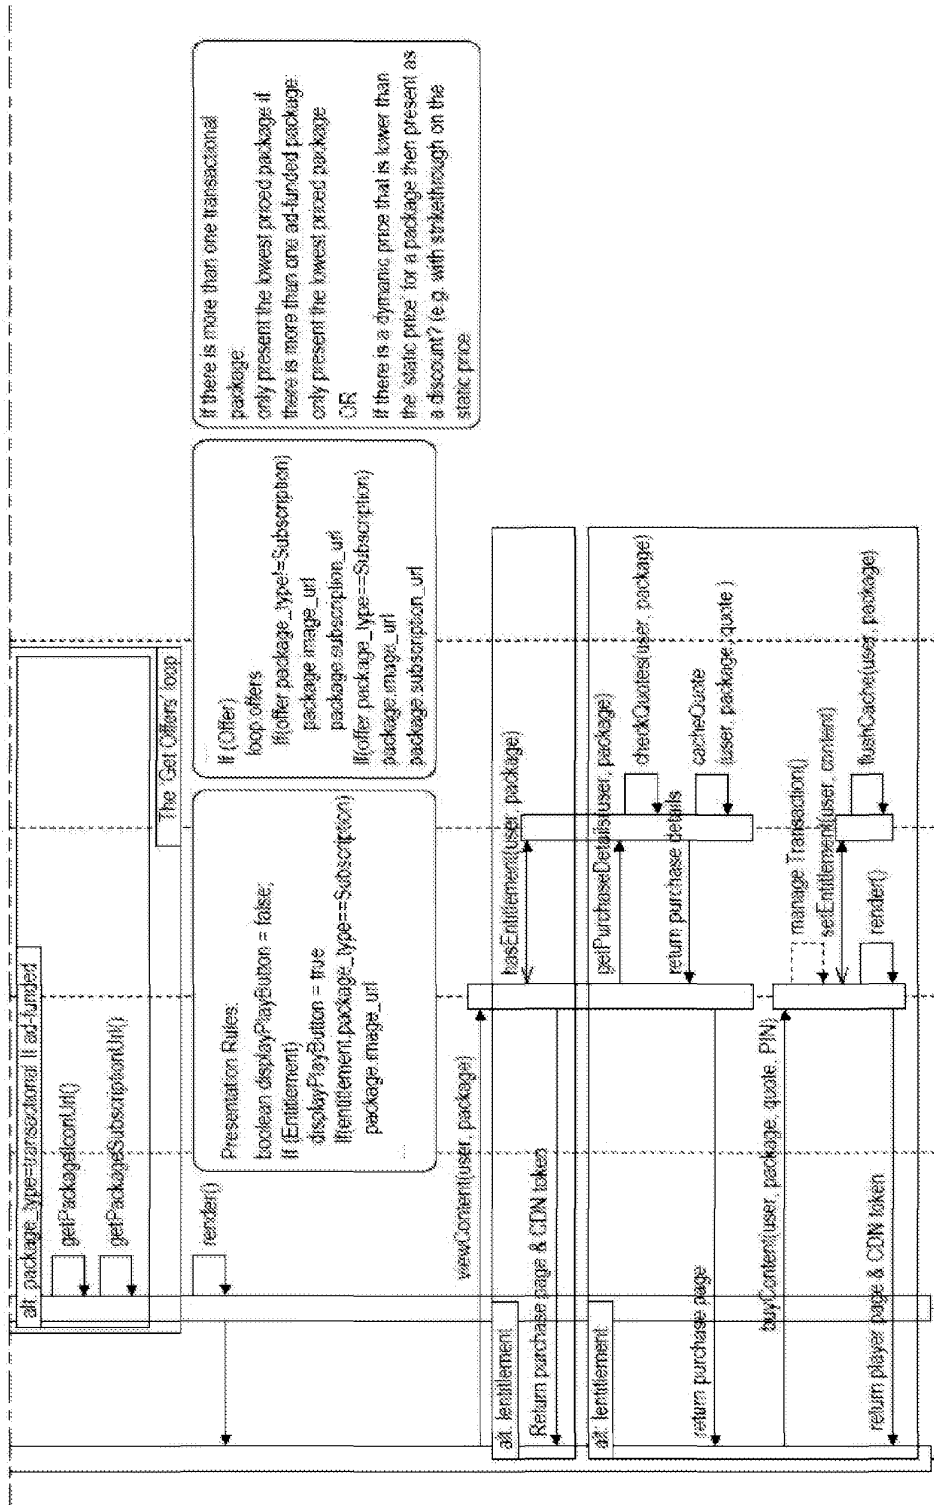 alt: package_type=transactional || ad-funded
getPackageIconUrl()
getPackageSubscriptionUrl()
The 'Get Offers' loop
render()
Presentation Rules:
boolean displayPlayButton = false;
If (Entitlement)
displayPlayButton = true
If(entitlement.package_type==Subscription)
package.image_url
If (Offer)
loop offers
If(offer.package_type!=Subscription)
package.image_url
package.subscription_url
If(offer.package_type==Subscription)
package.image_url
package.subscription_url
If there is more than one transactional
package:
only present the lowest priced package if
there is more than one ad-funded package:
only present the lowest priced package
OR
If there is a dymanic price that is lower than
the 'static price' for a package then present as
a discount? (e.g. with strikethrough on the
static price
viewContent(user, package)
alt: !entitlement
hasEntitlement(user, package)
Return purchase page & CDN token
alt: !entitlement
getPurchaseDetails(user, package)
checkQuotes(user, package)
return purchase details
cacheQuote
(user, package, quote )
return purchase page
buyContent(user, package, quote, PIN)
manage Transaction()
setEntitlement(user, content)
flushCache(user, package)
render()
return player page & CDN token